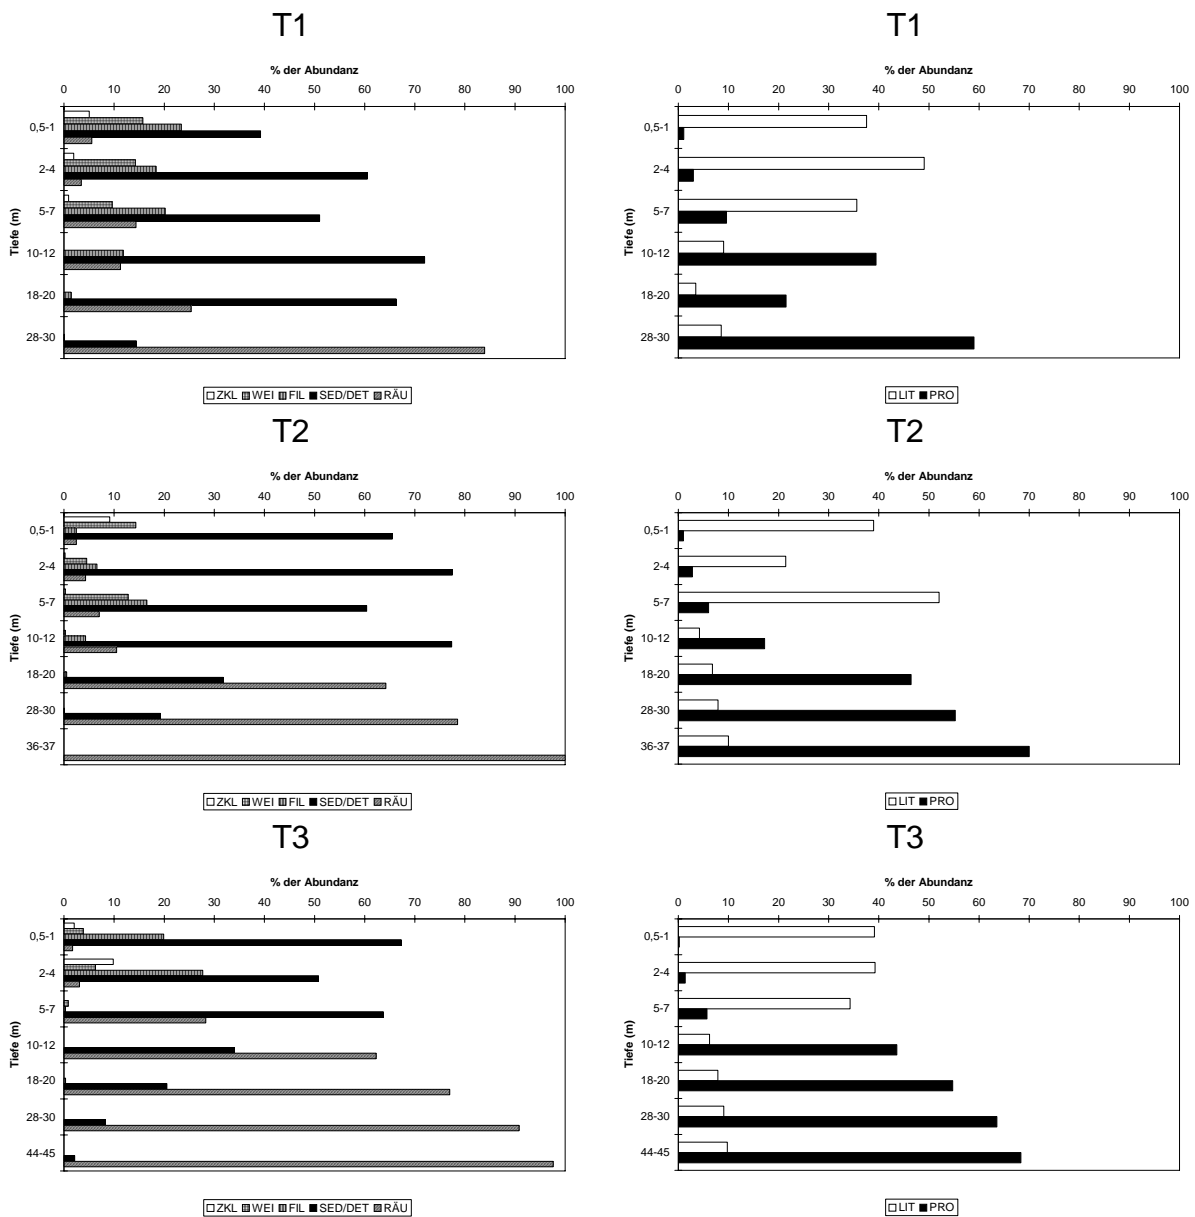 T1
% der Abundanz
0 10 20 30 40 50 60 70 80 90 100
0,5-1
2-4
5-7
10-12
18-20
28-30
Tiefe (m)
ZKL WEI FIL SED/DET RÄU
T1
% der Abundanz
0 10 20 30 40 50 60 70 80 90 100
0,5-1
2-4
5-7
10-12
18-20
28-30
Tiefe (m)
LIT PRO
T2
% der Abundanz
0 10 20 30 40 50 60 70 80 90 100
0,5-1
2-4
5-7
10-12
18-20
28-30
36-37
Tiefe (m)
ZKL WEI FIL SED/DET RÄU
T2
% der Abundanz
0 10 20 30 40 50 60 70 80 90 100
0,5-1
2-4
5-7
10-12
18-20
28-30
36-37
Tiefe (m)
LIT PRO
T3
% der Abundanz
0 10 20 30 40 50 60 70 80 90 100
0,5-1
2-4
5-7
10-12
18-20
28-30
44-45
Tiefe (m)
ZKL WEI FIL SED/DET RÄU
T3
% der Abundanz
0 10 20 30 40 50 60 70 80 90 100
0,5-1
2-4
5-7
10-12
18-20
28-30
44-45
Tiefe (m)
LIT PRO